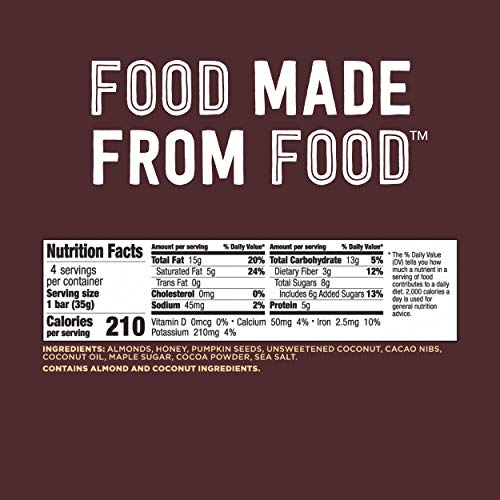 FOOD MADE
FROM FOOD™
Nutrition Facts
4 servings
per container
Serving size
1 bar (35g)
Calories
per serving 210
Amount per serving % Daily Value*
Total Fat 15g 20%
Saturated Fat 5g 24%
Trans Fat 0g
Cholesterol 0mg 0%
Sodium 45mg 2%
Amount per serving % Daily Value*
Total Carbohydrate 13g 5%
Dietary Fiber 3g 12%
Total Sugars 8g
Includes 6g Added Sugars 13%
Protein 5g
Vitamin D 0mcg 0% • Calcium 50mg 4% • Iron 2.5mg 10%
Potassium 210mg 4%
* The % Daily Value
(DV) tells you how
much a nutrient in a
serving of food
contributes to a daily
diet. 2,000 calories a
day is used for
general nutrition
advice.
INGREDIENTS: ALMONDS, HONEY, PUMPKIN SEEDS, UNSWEETENED COCONUT, CACAO NIBS,
COCONUT OIL, MAPLE SUGAR, COCOA POWDER, SEA SALT.
CONTAINS ALMOND AND COCONUT INGREDIENTS.